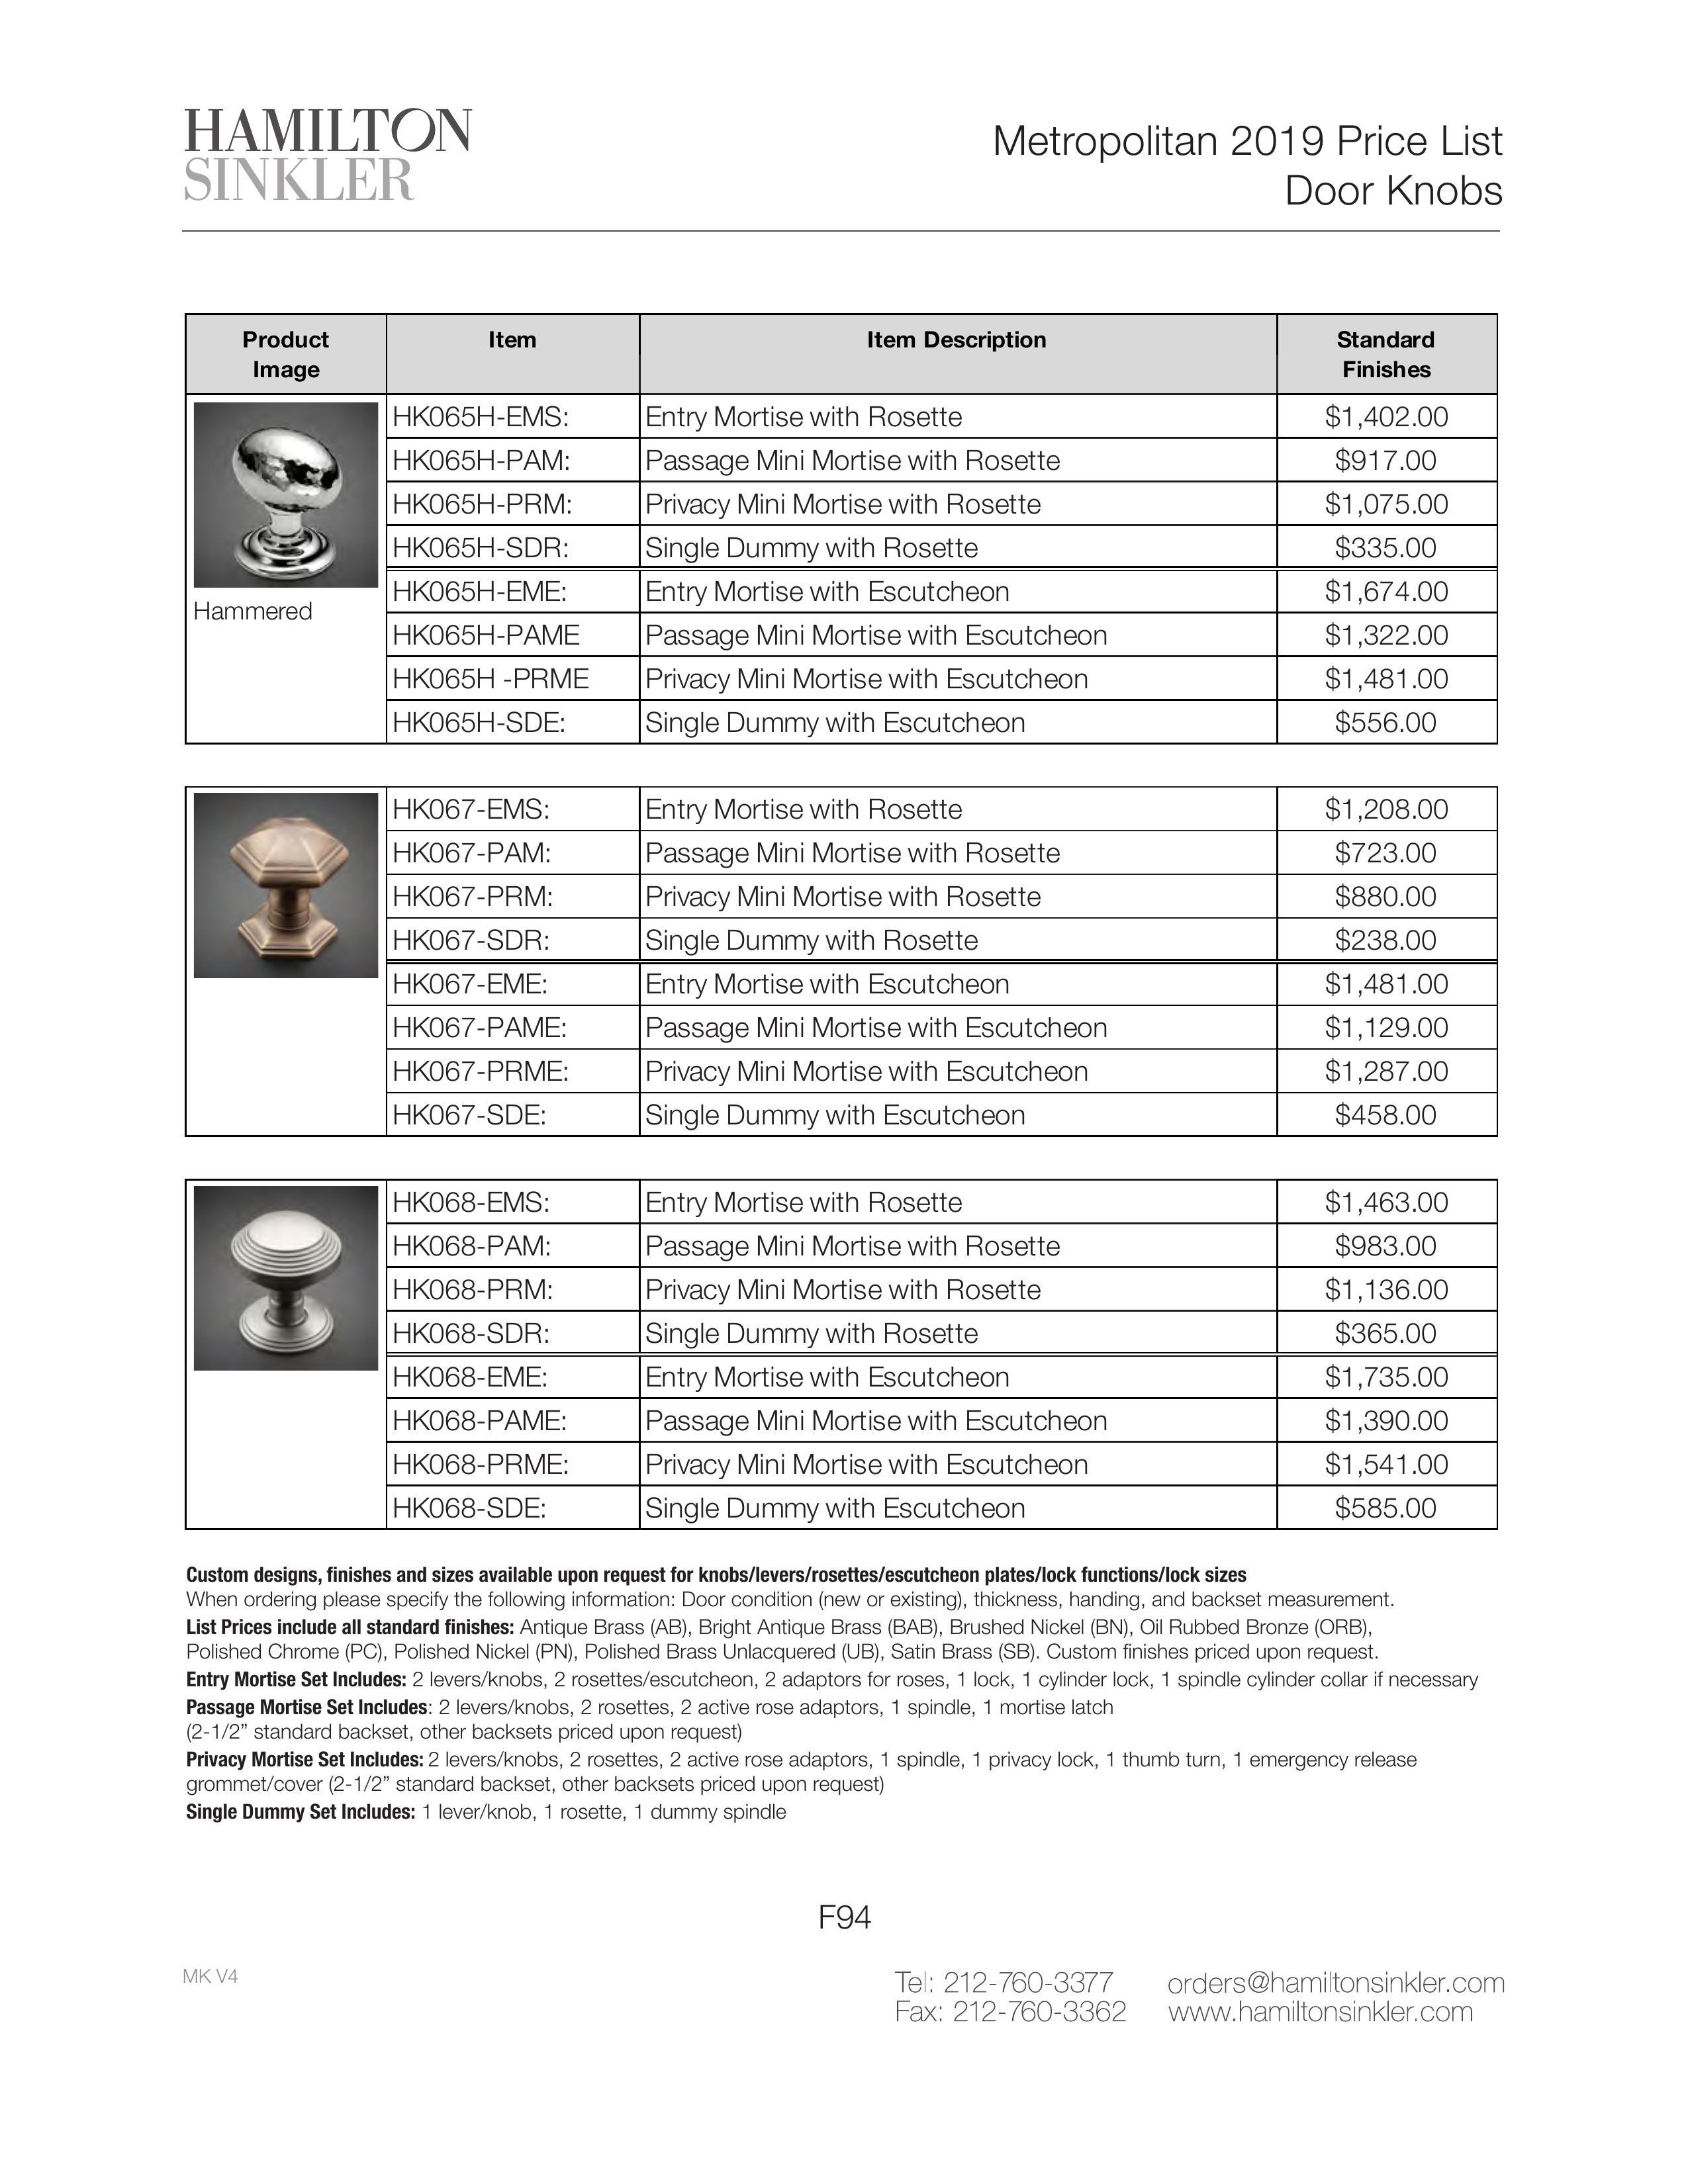 HAMILTON
SINKLER
Metropolitan 2019 Price List
Door Knobs
Product Image Item Item Description Standard Finishes
HK065H-EMS: Entry Mortise with Rosette $1,402.00
HK065H-PAM: Passage Mini Mortise with Rosette $917.00
HK065H-PRM: Privacy Mini Mortise with Rosette $1,075.00
HK065H-SDR: Single Dummy with Rosette $335.00
HK065H-EME: Entry Mortise with Escutcheon $1,674.00
Hammered
HK065H-PAME Passage Mini Mortise with Escutcheon $1,322.00
HK065H -PRME Privacy Mini Mortise with Escutcheon $1,481.00
HK065H-SDE: Single Dummy with Escutcheon $556.00
HK067-EMS: Entry Mortise with Rosette $1,208.00
HK067-PAM: Passage Mini Mortise with Rosette $723.00
HK067-PRM: Privacy Mini Mortise with Rosette $880.00
HK067-SDR: Single Dummy with Rosette $238.00
HK067-EME: Entry Mortise with Escutcheon $1,481.00
HK067-PAME: Passage Mini Mortise with Escutcheon $1,129.00
HK067-PRME: Privacy Mini Mortise with Escutcheon $1,287.00
HK067-SDE: Single Dummy with Escutcheon $458.00
HK068-EMS: Entry Mortise with Rosette $1,463.00
HK068-PAM: Passage Mini Mortise with Rosette $983.00
HK068-PRM: Privacy Mini Mortise with Rosette $1,136.00
HK068-SDR: Single Dummy with Rosette $365.00
HK068-EME: Entry Mortise with Escutcheon $1,735.00
HK068-PAME: Passage Mini Mortise with Escutcheon $1,390.00
HK068-PRME: Privacy Mini Mortise with Escutcheon $1,541.00
HK068-SDE: Single Dummy with Escutcheon $585.00
Custom designs, finishes and sizes available upon request for knobs/levers/rosettes/escutcheon plates/lock functions/lock sizes
When ordering please specify the following information: Door condition (new or existing), thickness, handing, and backset measurement.
List Prices include all standard finishes: Antique Brass (AB), Bright Antique Brass (BAB), Brushed Nickel (BN), Oil Rubbed Bronze (ORB),
Polished Chrome (PC), Polished Nickel (PN), Polished Brass Unlacquered (UB), Satin Brass (SB). Custom finishes priced upon request.
Entry Mortise Set Includes: 2 levers/knobs, 2 rosettes/escutcheon, 2 adaptors for roses, 1 lock, 1 cylinder lock, 1 spindle cylinder collar if necessary
Passage Mortise Set Includes: 2 levers/knobs, 2 rosettes, 2 active rose adaptors, 1 spindle, 1 mortise latch
(2-1/2” standard backset, other backsets priced upon request)
Privacy Mortise Set Includes: 2 levers/knobs, 2 rosettes, 2 active rose adaptors, 1 spindle, 1 privacy lock, 1 thumb turn, 1 emergency release
grommet/cover (2-1/2” standard backset, other backsets priced upon request)
Single Dummy Set Includes: 1 lever/knob, 1 rosette, 1 dummy spindle
F94
MK V4
Tel: 212-760-3377 orders@hamiltonsinkler.com
Fax: 212-760-3362 www.hamiltonsinkler.com